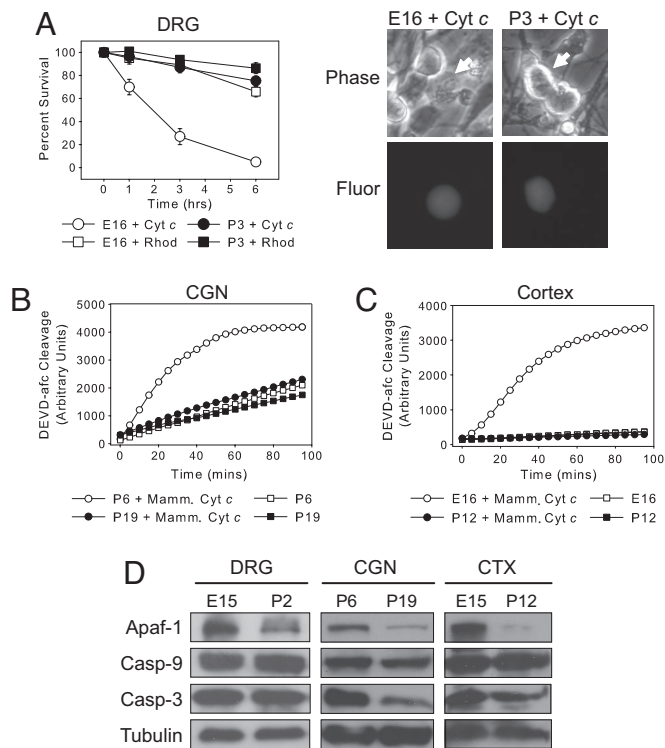 A
DRG
Percent Survival
100
80
60
40
20
0
0 1 2 3 4 5 6
Time (hrs)
E16 + Cyt c
P3 + Cyt c
E16 + Rhod
P3 + Rhod
E16 + Cyt c
P3 + Cyt c
Phase
Fluor
B
CGN
DEVD-afc Cleavage
(Arbitrary Units)
5000
4000
3000
2000
1000
0
0 20 40 60 80 100
Time (mins)
P6 + Mamm. Cyt c
P6
P19 + Mamm. Cyt c
P19
C
Cortex
DEVD-afc Cleavage
(Arbitrary Units)
4000
3000
2000
1000
0
0 20 40 60 80 100
Time (mins)
E16 + Mamm. Cyt c
E16
P12 + Mamm. Cyt c
P12
D
DRG CGN CTX
E15 P2 P6 P19 E15 P12
Apaf-1
Casp-9
Casp-3
Tubulin